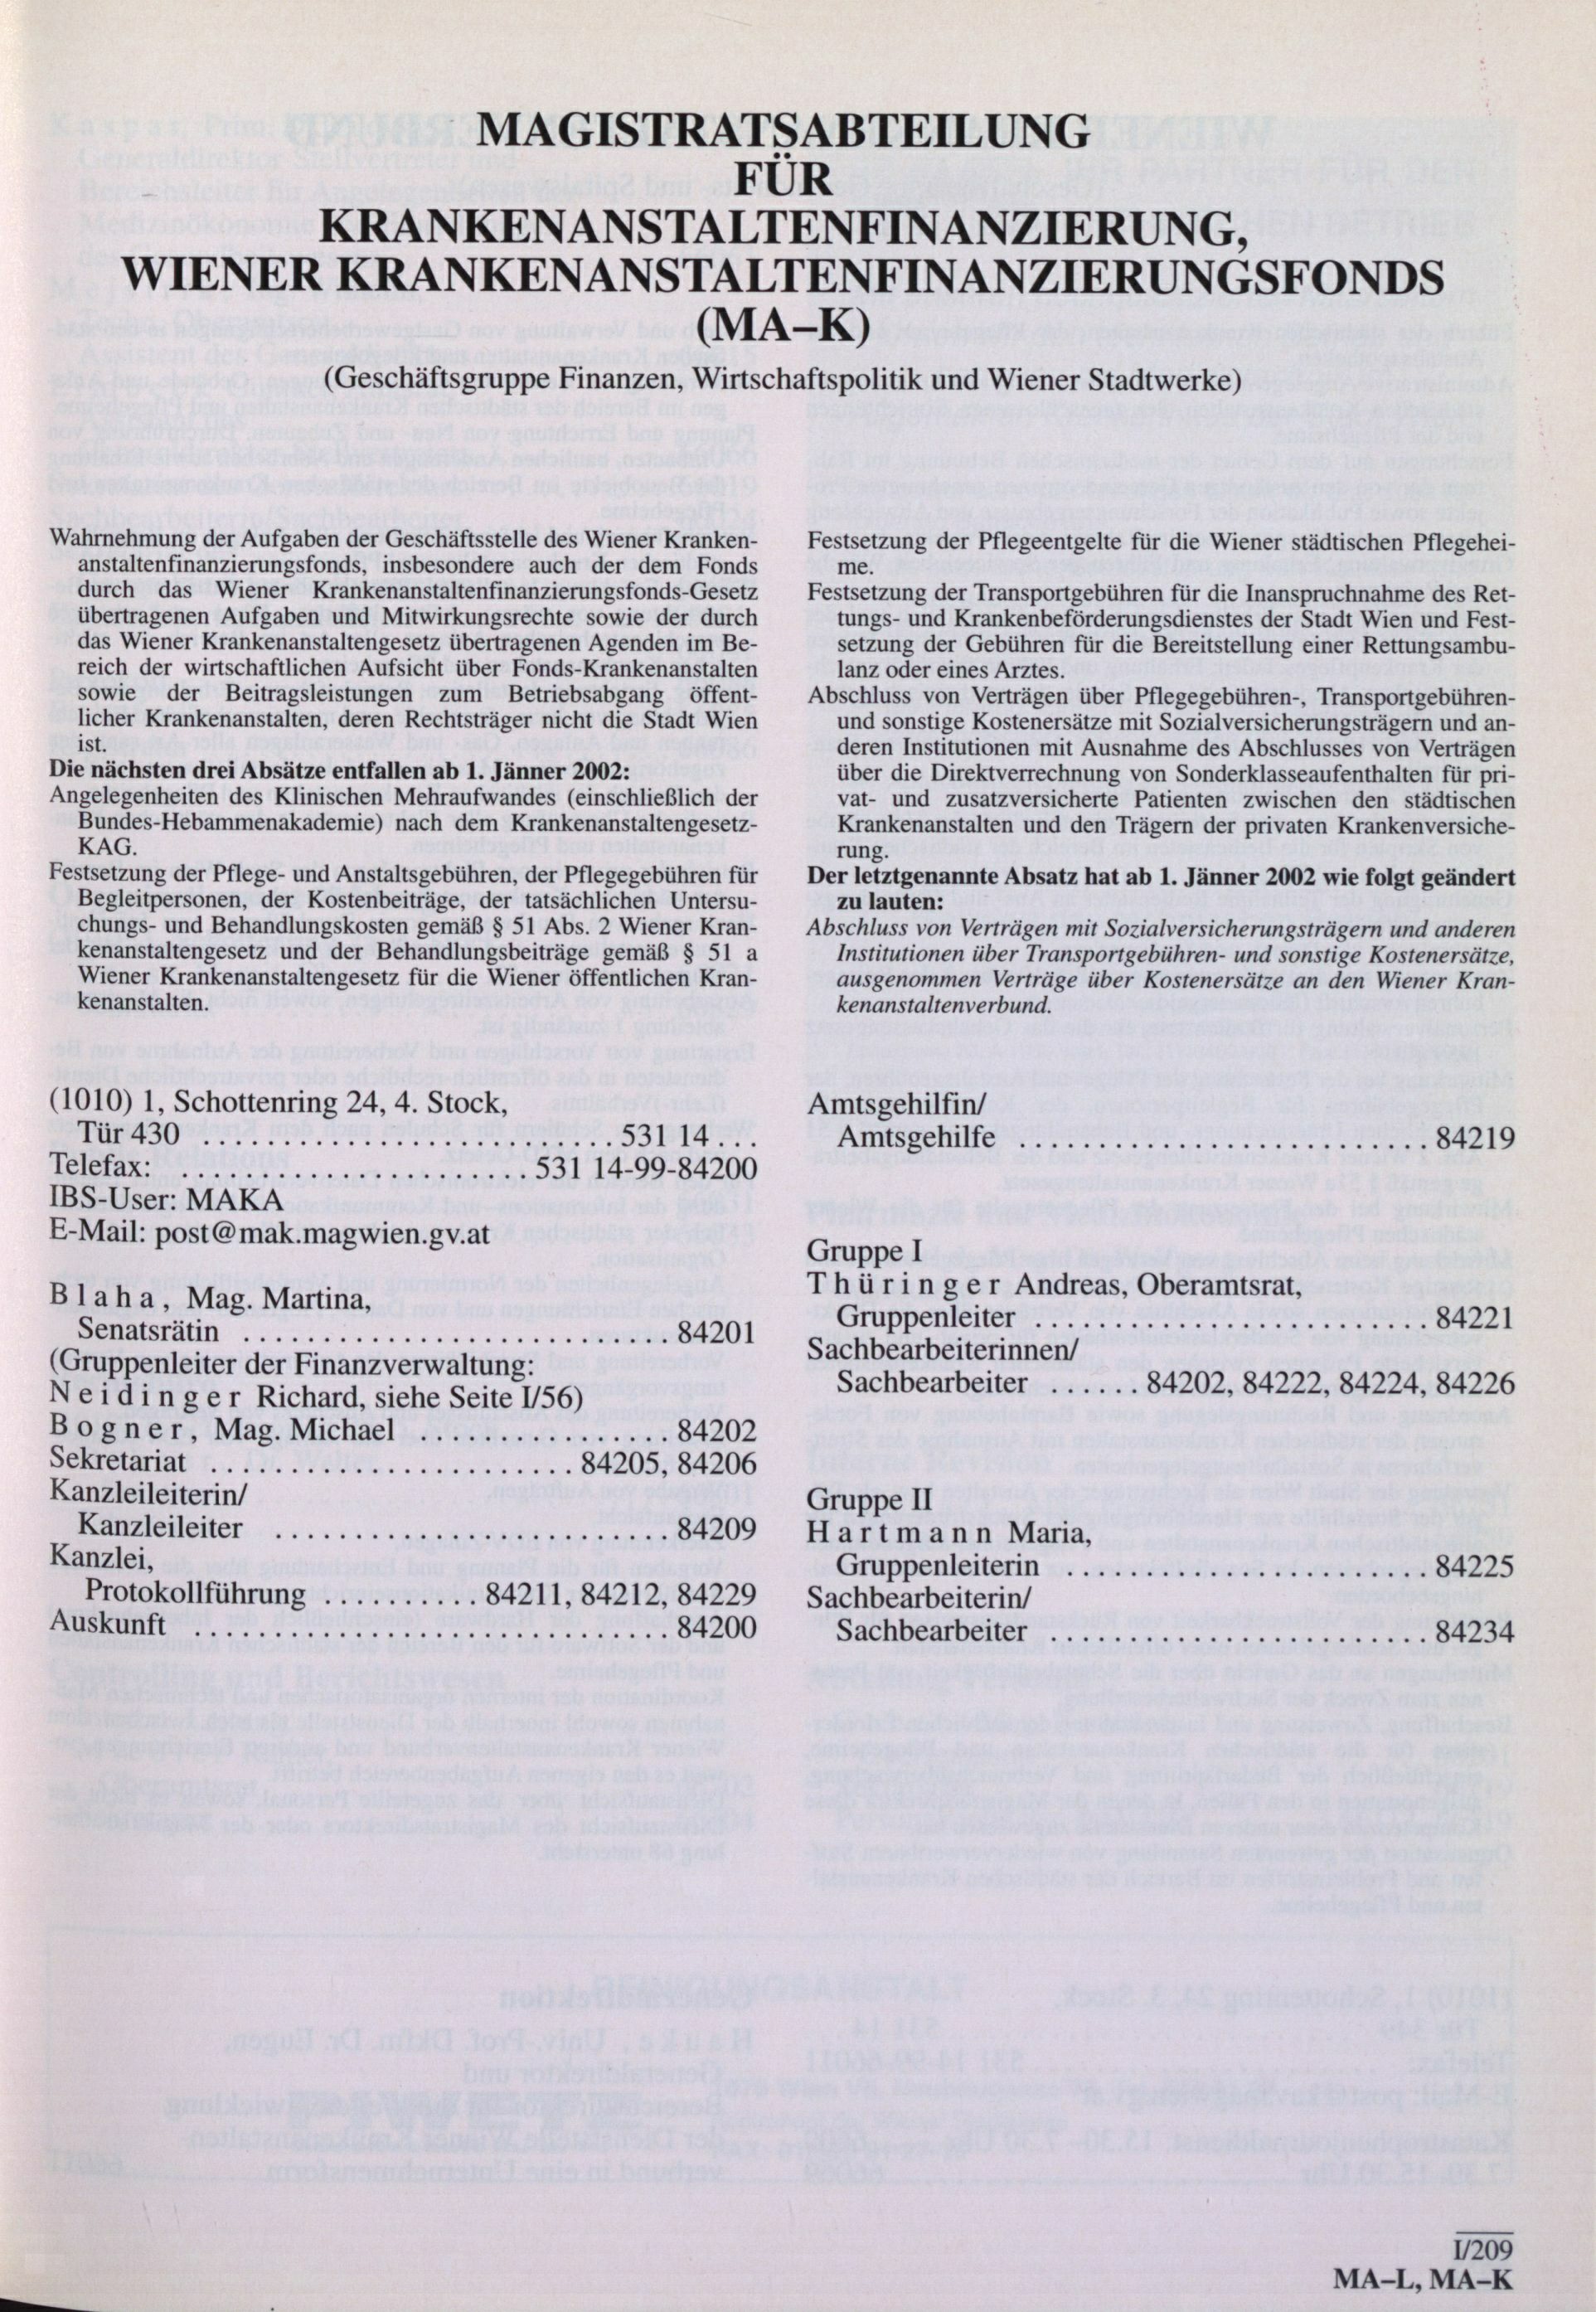 MAGISTRATSABTEILUNG
FÜR
KRANKENANSTALTENFINANZIERUNG,
WIENER KRANKENANSTALTENFINANZIERUNGSFONDS
(MA–K)
(Geschäftsgruppe Finanzen, Wirtschaftspolitik und Wiener Stadtwerke)
Wahrnehmung der Aufgaben der Geschäftsstelle des Wiener Kranken-
anstaltenfinanzierungsfonds, insbesondere auch der dem Fonds
durch das Wiener Krankenanstaltenfinanzierungsfonds-Gesetz
übertragenen Aufgaben und Mitwirkungsrechte sowie der durch
das Wiener Krankenanstaltengesetz übertragenen Agenden im Be-
reich der wirtschaftlichen Aufsicht über Fonds-Krankenanstalten
sowie der Beitragsleistungen zum Betriebsabgang öffent-
licher Krankenanstalten, deren Rechtsträger nicht die Stadt Wien
ist.
Die nächsten drei Absätze entfallen ab 1. Jänner 2002:
Angelegenheiten des Klinischen Mehraufwandes (einschließlich der
Bundes-Hebammenakademie) nach dem Krankenanstaltengesetz-
KAG.
Festsetzung der Pflege- und Anstaltsgebühren, der Pflegegebühren für
Begleitpersonen, der Kostenbeiträge, der tatsächlichen Untersu-
chungs- und Behandlungskosten gemäß § 51 Abs. 2 Wiener Kran-
kenanstaltengesetz und der Behandlungsbeiträge gemäß § 51 a
Wiener Krankenanstaltengesetz für die Wiener öffentlichen Kran-
kenanstalten.
Festsetzung der Pflegeentgelte für die Wiener städtischen Pflegehei-
me.
Festsetzung der Transportgebühren für die Inanspruchnahme des Ret-
tungs- und Krankenbeförderungsdienstes der Stadt Wien und Fest-
setzung der Gebühren für die Bereitstellung einer Rettungsambu-
lanz oder eines Arztes.
Abschluss von Verträgen über Pflegegebühren-, Transportgebühren-
und sonstige Kostenersätze mit Sozialversicherungsträgern und an-
deren Institutionen mit Ausnahme des Abschlusses von Verträgen
über die Direktverrechnung von Sonderklasseaufenthalten für pri-
vat- und zusatzversicherte Patienten zwischen den städtischen
Krankenanstalten und den Trägern der privaten Krankenversiche-
rung.
Der letztgenannte Absatz hat ab 1. Jänner 2002 wie folgt geändert
zu lauten:
Abschluss von Verträgen mit Sozialversicherungsträgern und anderen
Institutionen über Transportgebühren- und sonstige Kostenersätze,
ausgenommen Verträge über Kostenersätze an den Wiener Kran-
kenanstaltenverbund.
(1010) 1, Schottenring 24, 4. Stock,
Tür 430 .......................... 531 14 ...
Telefax: ...................... 531 14-99-84200
IBS-User: MAKA
E-Mail: post@mak.magwien.gv.at
Blaha, Mag. Martina,
Senatsrätin ........................... 84201
(Gruppenleiter der Finanzverwaltung:
Neidinger Richard, siehe Seite I/56)
Bogner, Mag. Michael ................ 84202
Sekretariat ....................... 84205, 84206
Kanzleileiterin/
Kanzleileiter ......................... 84209
Kanzlei,
Protokollführung .......... 84211, 84212, 84229
Auskunft .............................. 84200
Amtsgehilfin/
Amtsgehilfe .......................... 84219
Gruppe I
Thüringer Andreas, Oberamtsrat,
Gruppenleiter ......................... 84221
Sachbearbeiterinnen/
Sachbearbeiter ...... 84202, 84222, 84224, 84226
Gruppe II
Hartmann Maria,
Gruppenleiterin ....................... 84225
Sachbearbeiterin/
Sachbearbeiter ........................ 84234
I/209
MA–L, MA–K